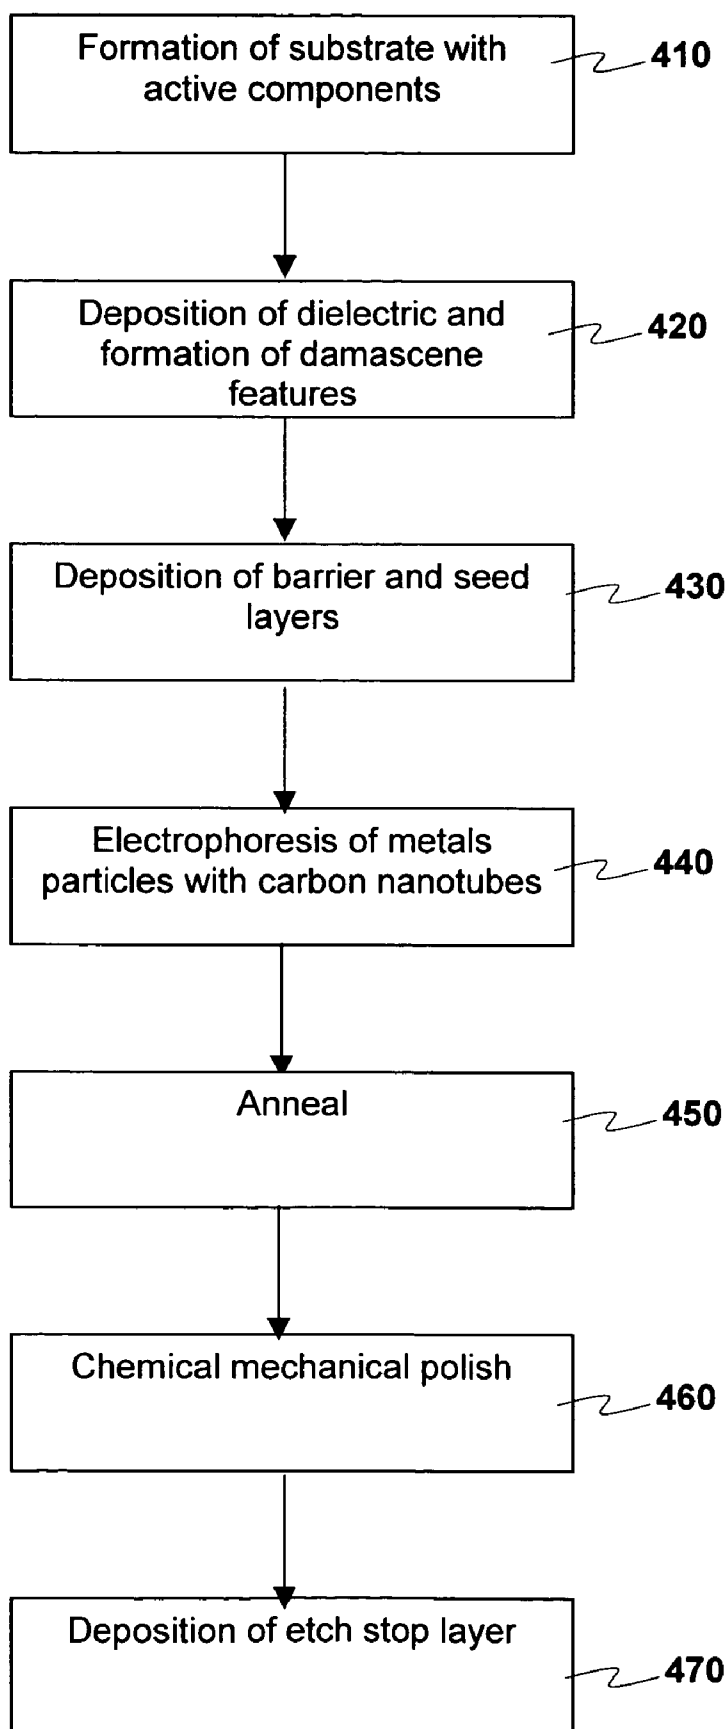 Formation of substrate with
active components
410
Deposition of dielectric and
formation of damascene
features
420
Deposition of barrier and seed
layers
430
Electrophoresis of metals
particles with carbon nanotubes
440
Anneal
450
Chemical mechanical polish
460
Deposition of etch stop layer
470